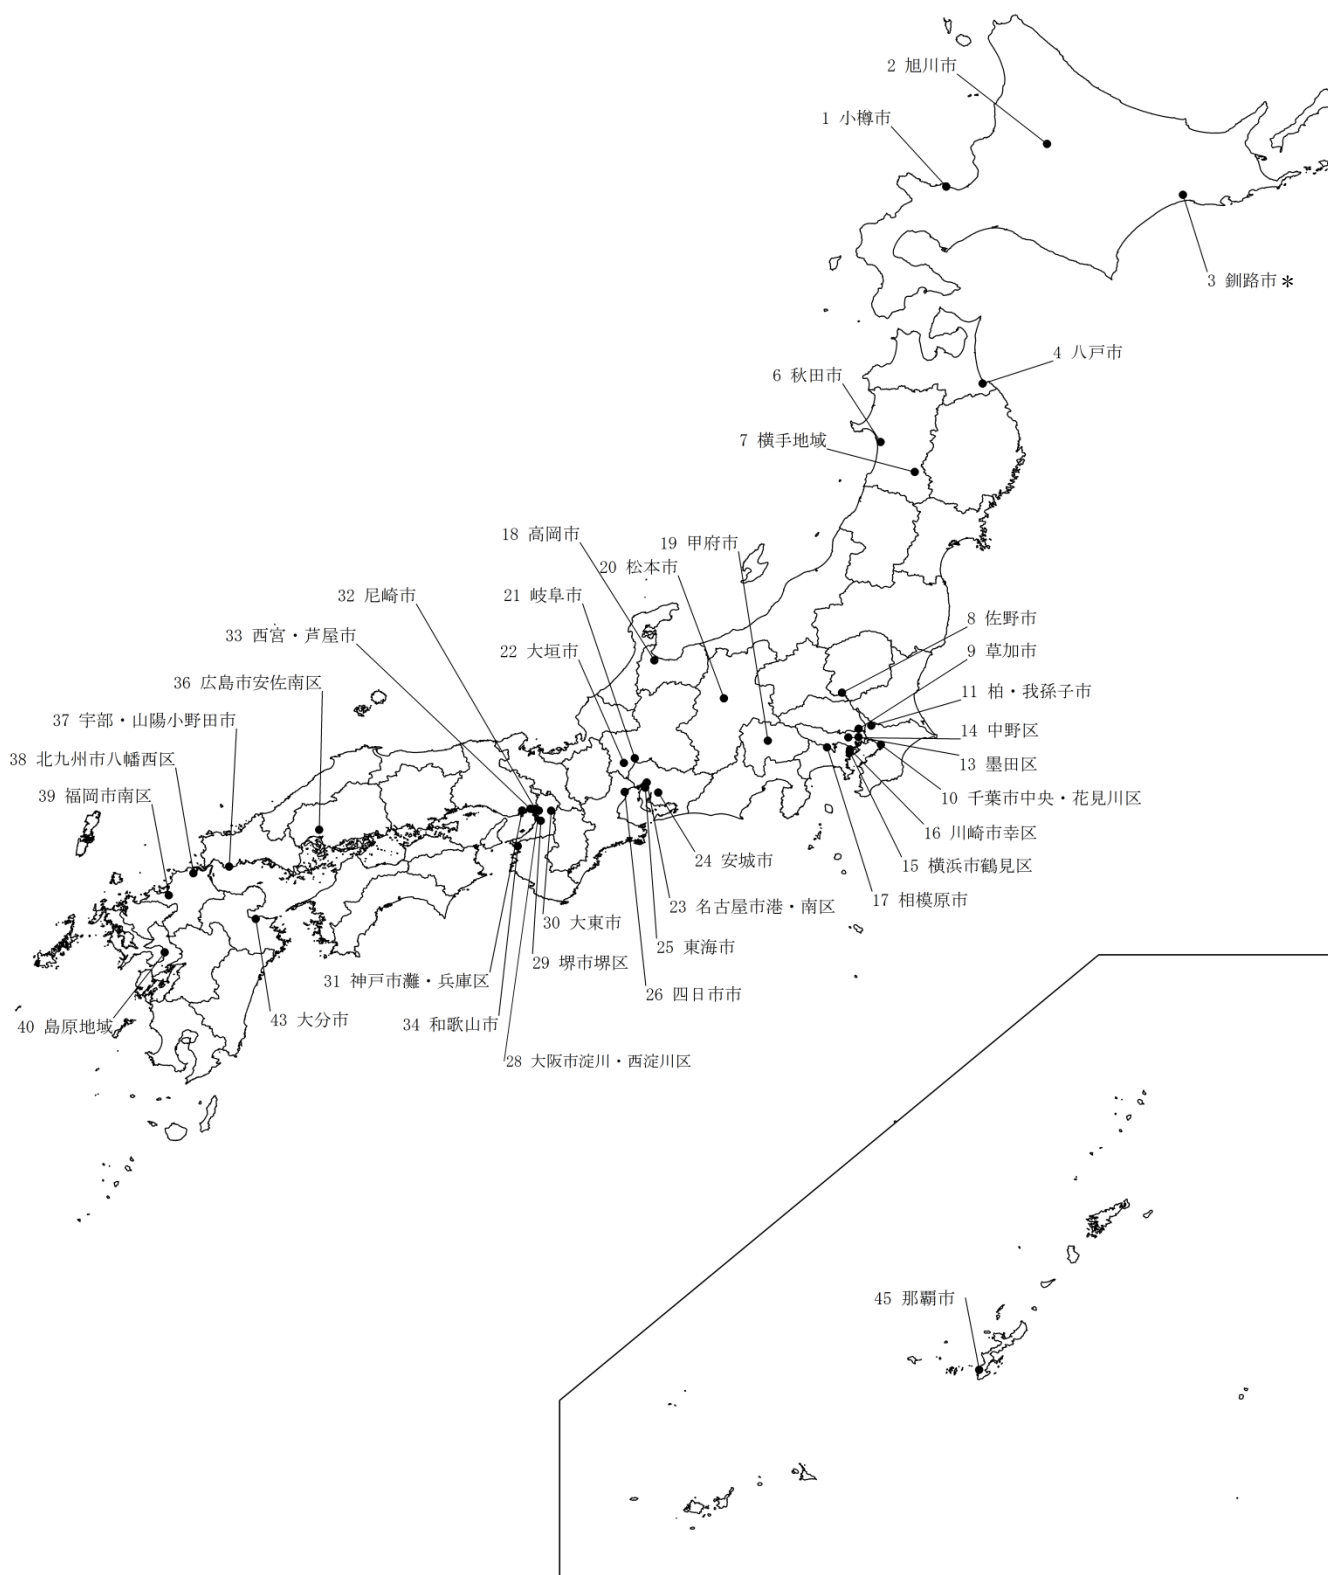 2 旭川市
1 小樽市
3 釧路市＊
4 八戸市
6 秋田市
7 横手地域
18 高岡市
19 甲府市
20 松本市
32 尼崎市
21 岐阜市
33 西宮・芦屋市
22 大垣市
8 佐野市
9 草加市
36 広島市安佐南区
11 柏・我孫子市
37 宇部・山陽小野田市
14 中野区
38 北九州市八幡西区
13 墨田区
39 福岡市南区
10 千葉市中央・花見川区
16 川崎市幸区
24 安城市
15 横浜市鶴見区
17 相模原市
23 名古屋市港・南区
30 大東市
25 東海市
29 堺市堺区
31 神戸市灘・兵庫区
26 四日市市
43 大分市
34 和歌山市
40 島原地域
28 大阪市淀川・西淀川区
45 那覇市